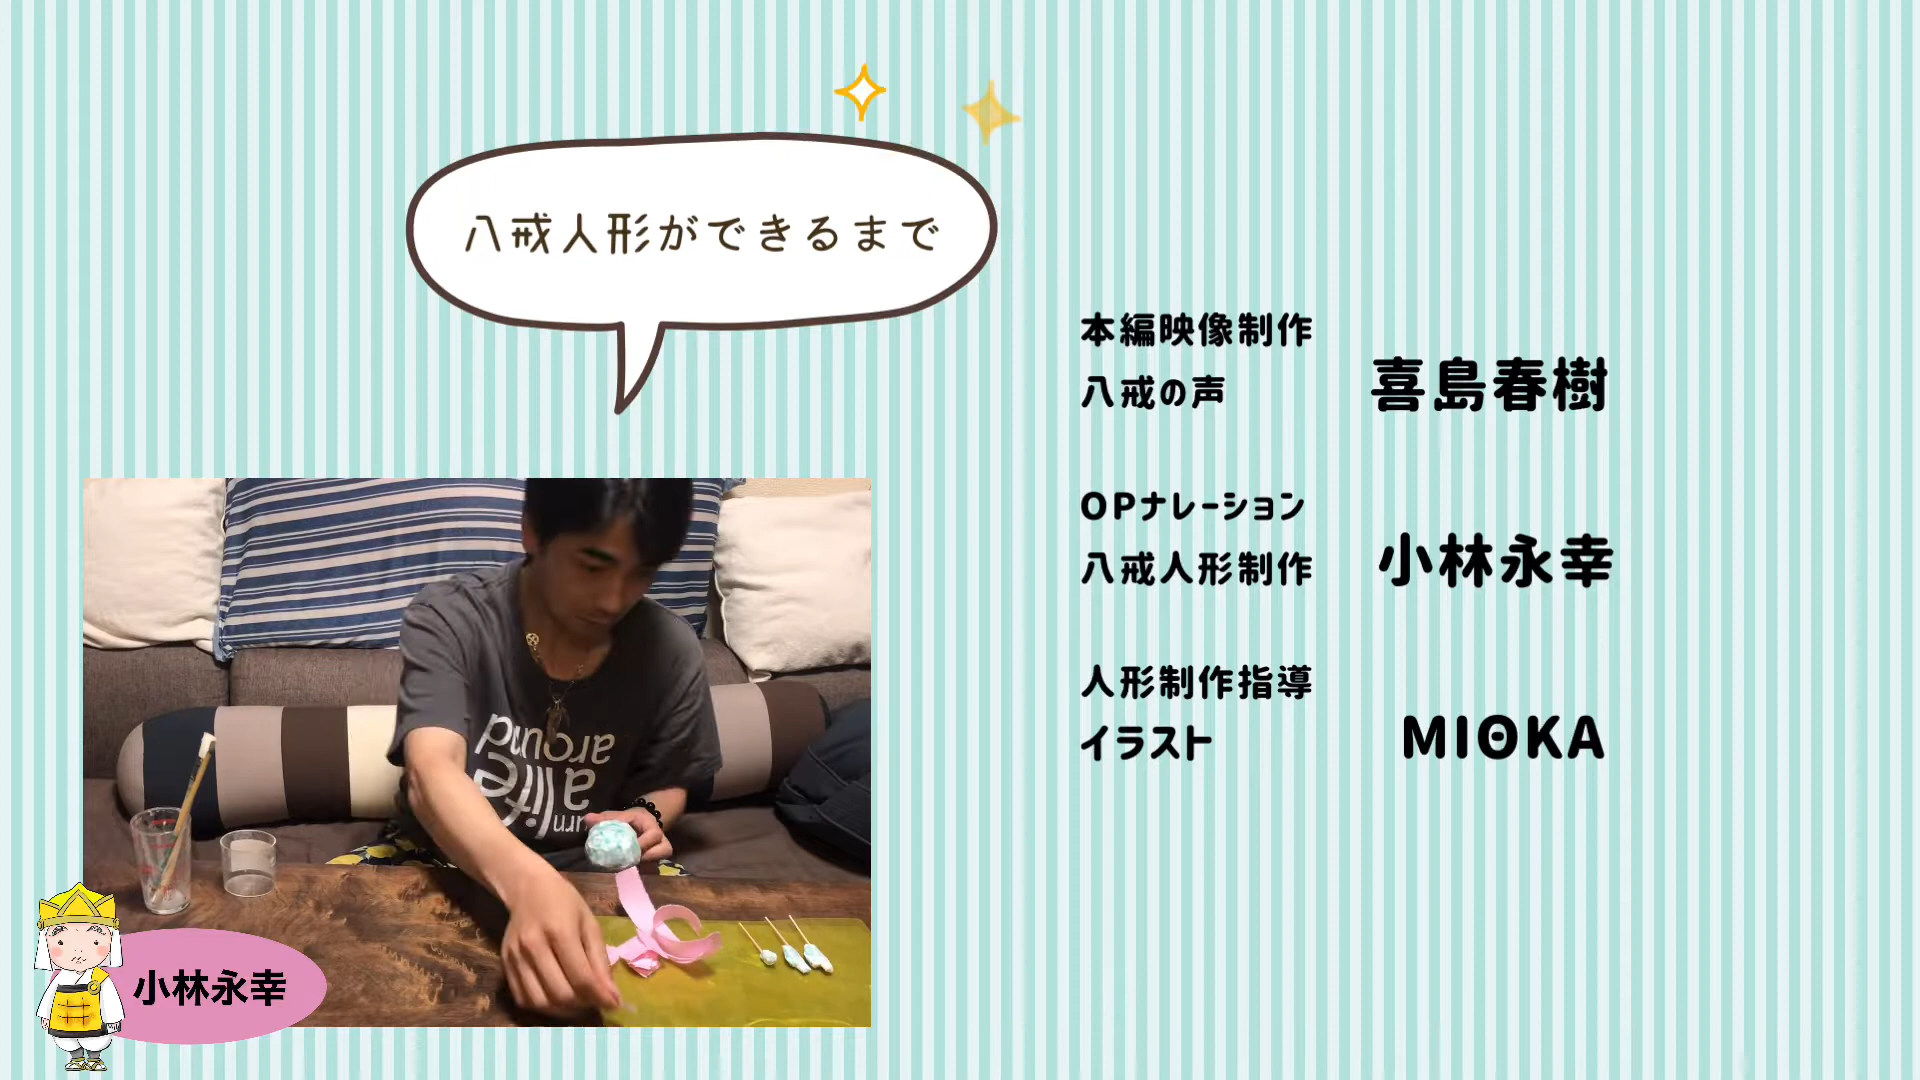 八戒人形ができるまで
本編映像制作
八戒の声
喜島春樹
OPナレーション
八戒人形制作
小林永幸
人形制作指導
イラスト
MIOKA
around
alife
urn
小林永幸